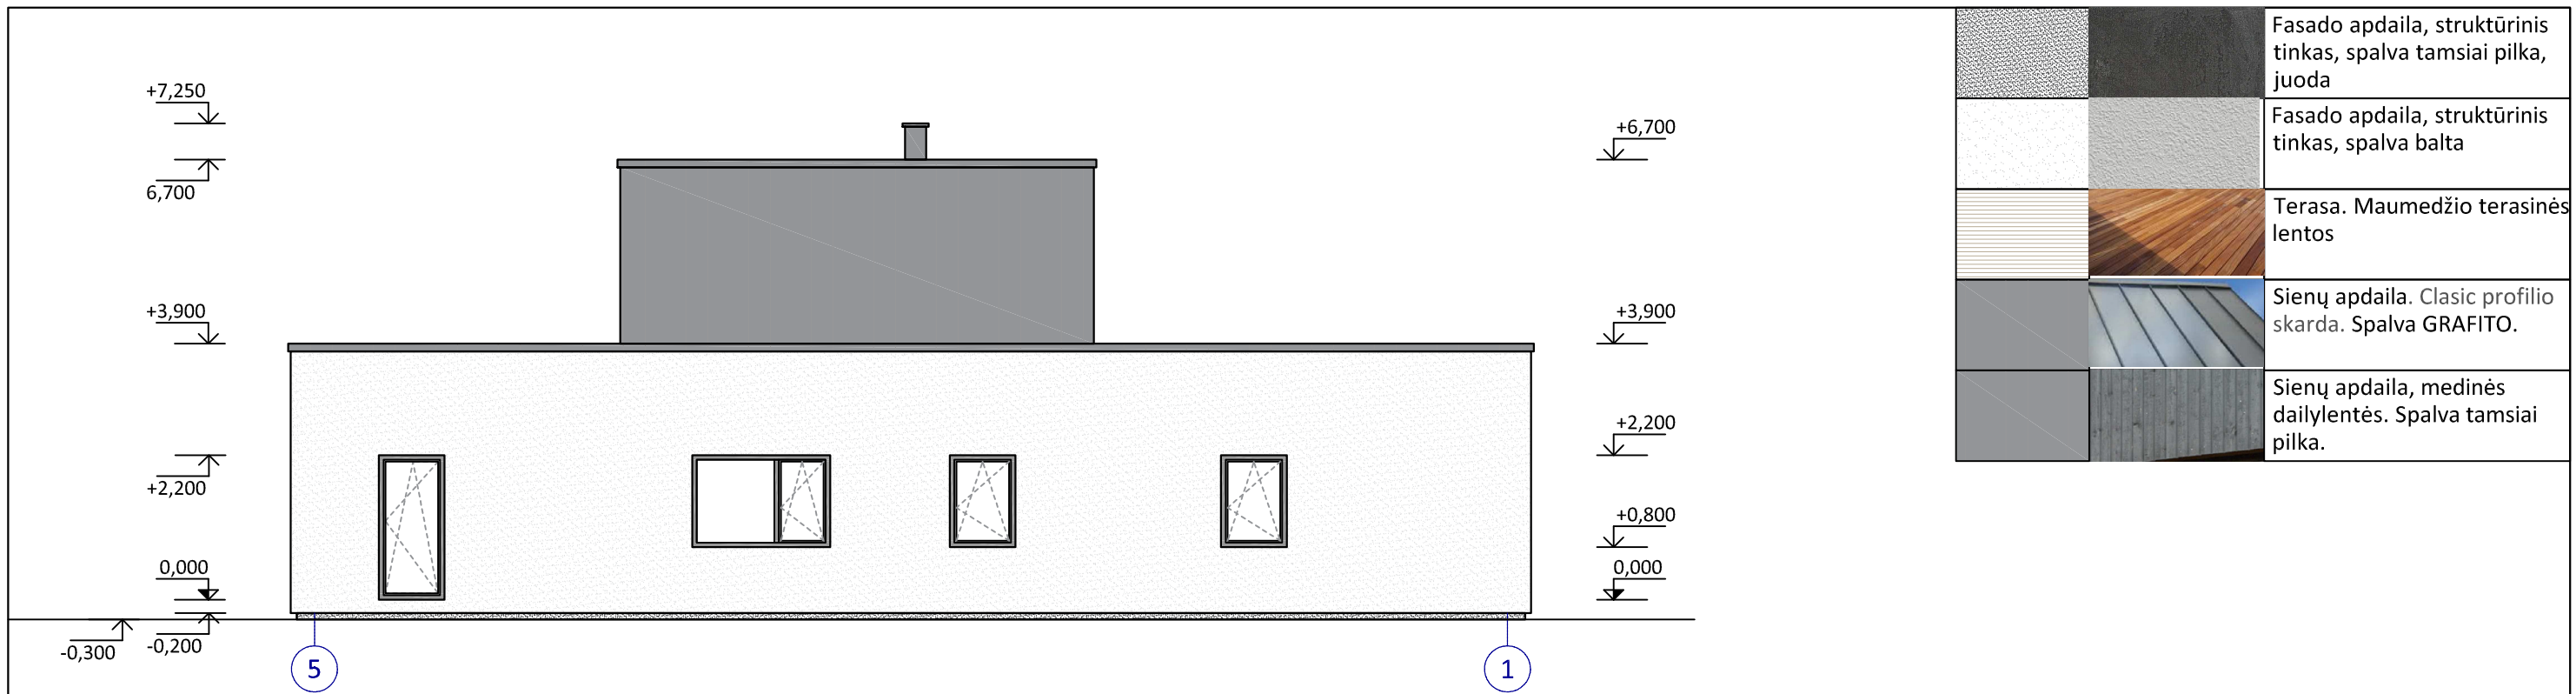 +7,250
6,700
+3,900
+2,200
0,000
-0,200
-0,300
5
1
+6,700
+3,900
+2,200
+0,800
0,000
Fasado apdaila, struktūrinis
tinkas, spalva tamsiai pilka,
juoda
Fasado apdaila, struktūrinis
tinkas, spalva balta
Terasa. Maumedžio terasinės
lentos
Sienų apdaila. Clasic profilio
skarda. Spalva GRAFITO.
Sienų apdaila, medinės
dailylentės. Spalva tamsiai
pilka.